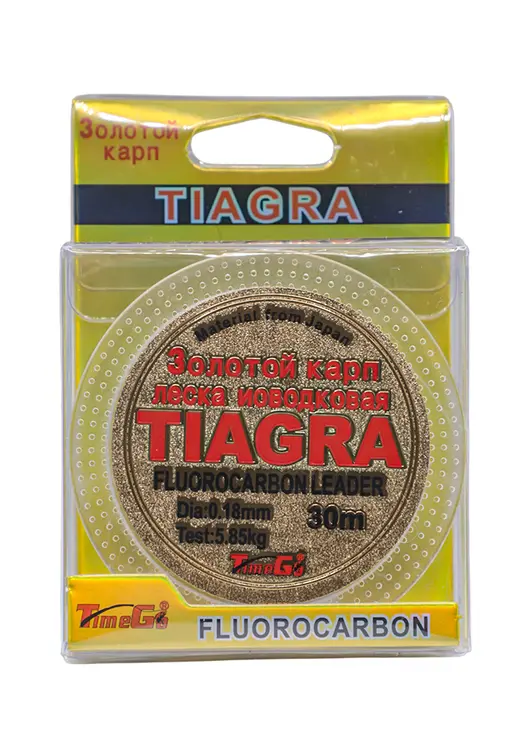 Золотой
карп
TIAGRA
Material from Japan
Золотой карп
леска иоводковая
TIAGRA
FLUOROCARBON LEADER
Dia:0.18mm
30m
Test:5.85kg
TimeGo
TimeGo
FLUOROCARBON